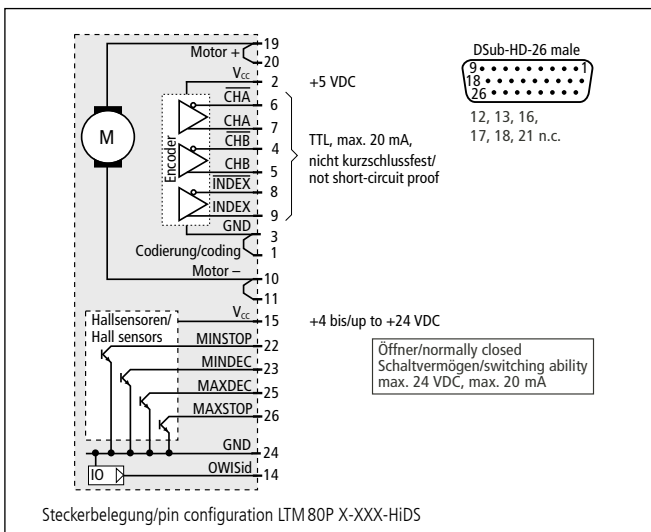 Motor +
19
20
Vcc
2
+5 VDC
CHA
6
CHA
7
CHB
4
CHB
5
INDEX
8
INDEX
9
GND
3
Codierung/coding
1
Motor –
10
11
M
Encoder
TTL, max. 20 mA,
nicht kurzschlussfest/
not short-circuit proof
DSub-HD-26 male
9
1
18
26
12, 13, 16,
17, 18, 21 n.c.
Hallsensoren/
Hall sensors
Vcc
15
+4 bis/up to +24 VDC
MINSTOP
22
MINDEC
23
MAXDEC
25
MAXSTOP
26
GND
24
OWISid
14
IO
Öffner/normally closed
Schaltvermögen/switching ability
max. 24 VDC, max. 20 mA
Steckerbelegung/pin configuration LTM 80P X-XXX-HiDS